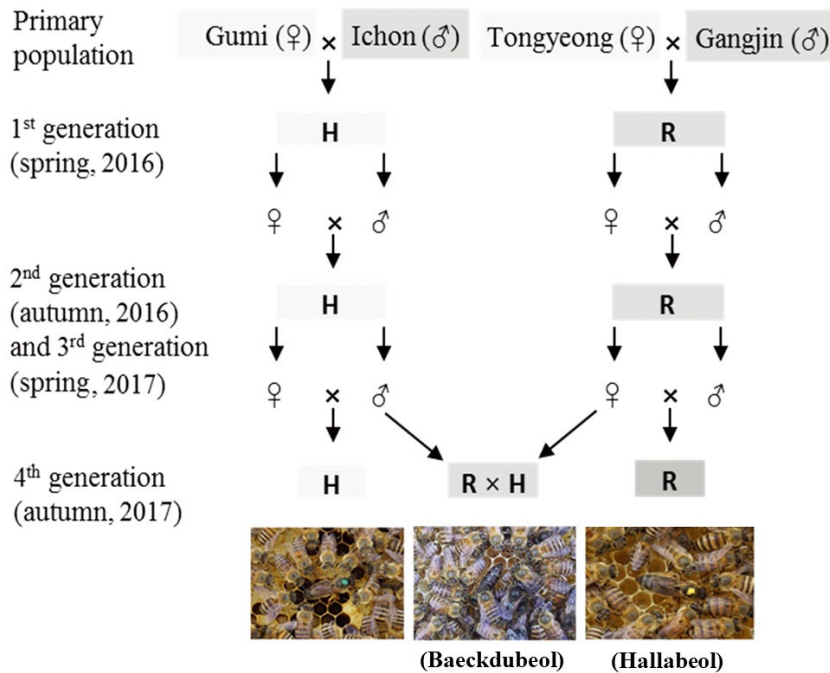 Primary
population
Gumi (♀) × Ichon (♂)
Tongyeong (♀) × Gangjin (♂)
1st generation
(spring, 2016)
H
R
♀ × ♂
♀ × ♂
2nd generation
(autumn, 2016)
and 3rd generation
(spring, 2017)
H
R
♀ × ♂
♀ × ♂
4th generation
(autumn, 2017)
H
R × H
R
(Baeckdubeol)
(Hallabeol)